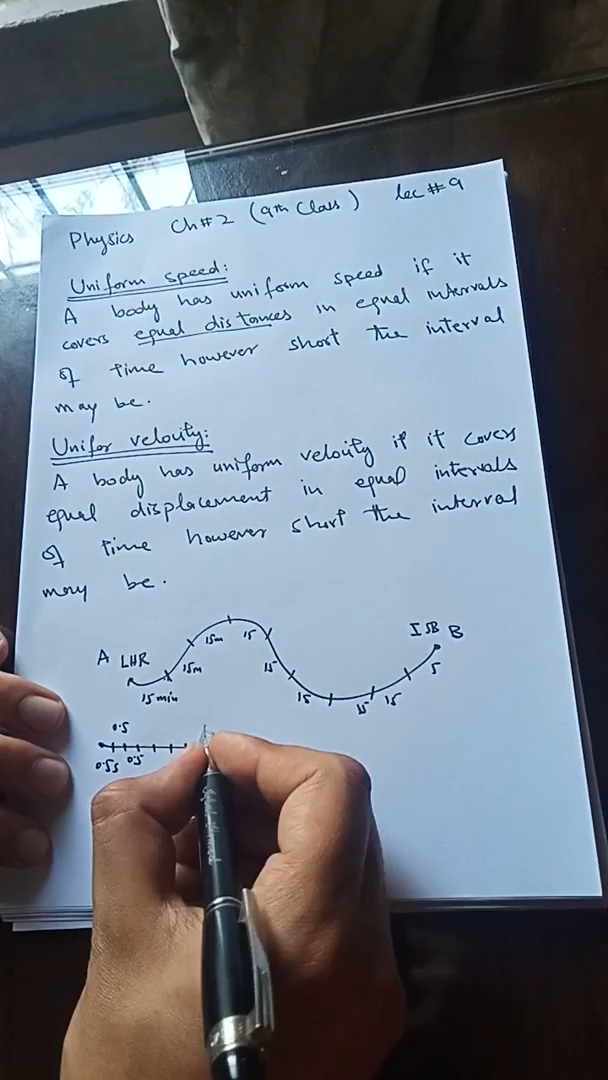 Physics Ch#2 (9th Class) Lec #9
Uniform speed:
A body has uniform speed if it
covers equal distances in equal intervals
of time however short the interval
may be.
Unifor velocity:
A body has uniform velocity if it covers
equal displacement in equal intervals
of time however short the interval
may be.
A LHR 15 min 15m 15m 15 15 15 15 15 5 ISB B
0.5
0.5s 0.5